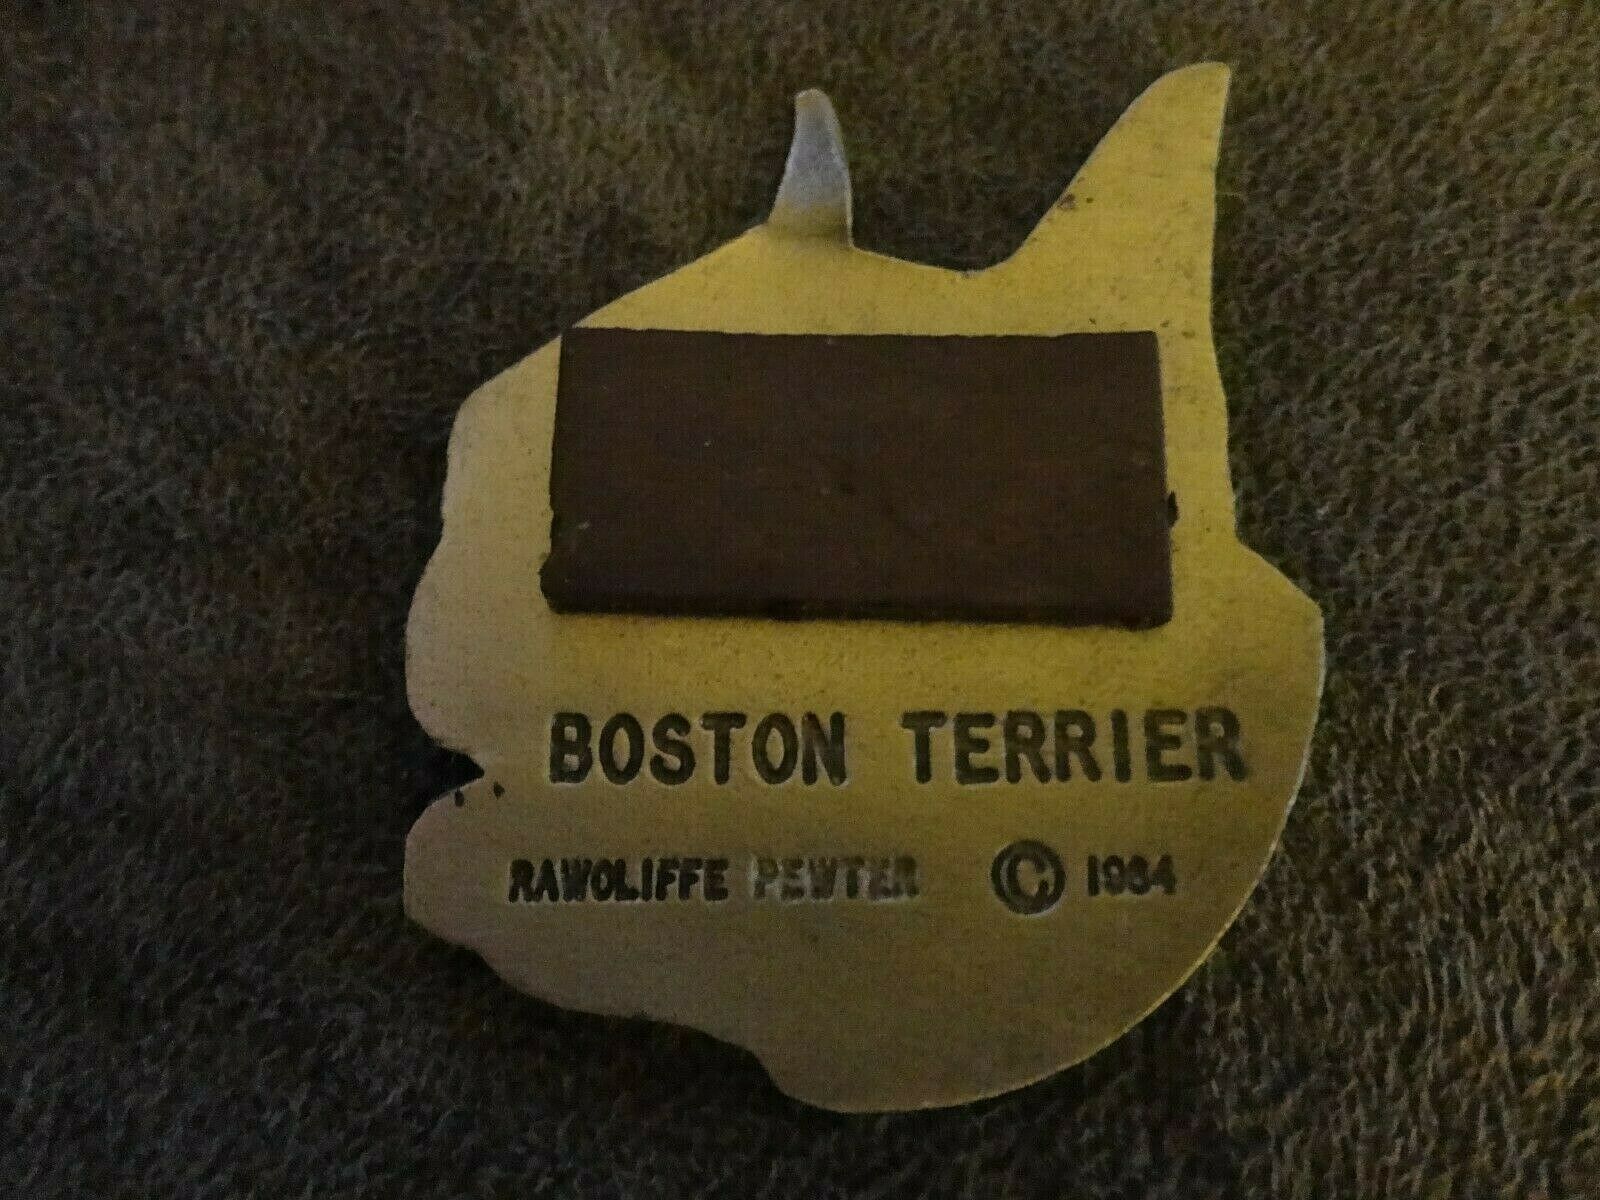 BOSTON TERRIER
RAWCLIFFE PEWTER © 1984